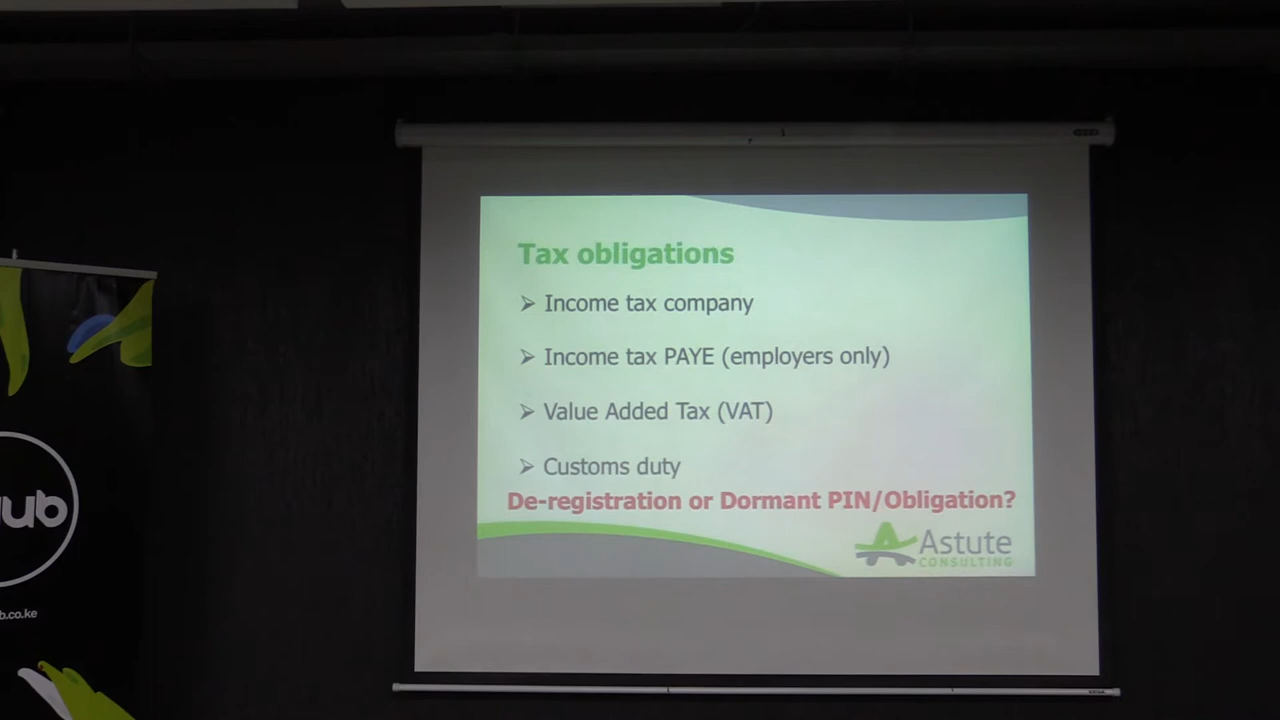 Tax obligations
➢ Income tax company
➢ Income tax PAYE (employers only)
➢ Value Added Tax (VAT)
➢ Customs duty
De-registration or Dormant PIN/Obligation?
Astute
CONSULTING
ub
b.co.ke